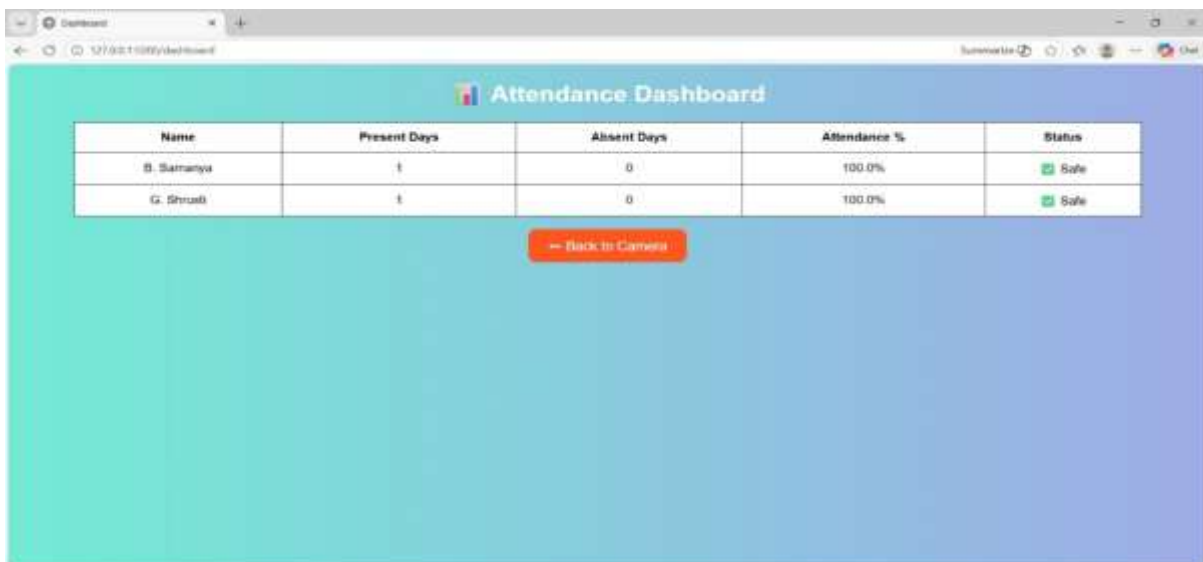 Dashboard
127.0.0.1:5000/dashboard
Summarize
Chat
Attendance Dashboard
Name Present Days Absent Days Attendance % Status
B. Samanya 1 0 100.0% ✅ Safe
G. 1 0 100.0% ✅ Safe
Back to Camera